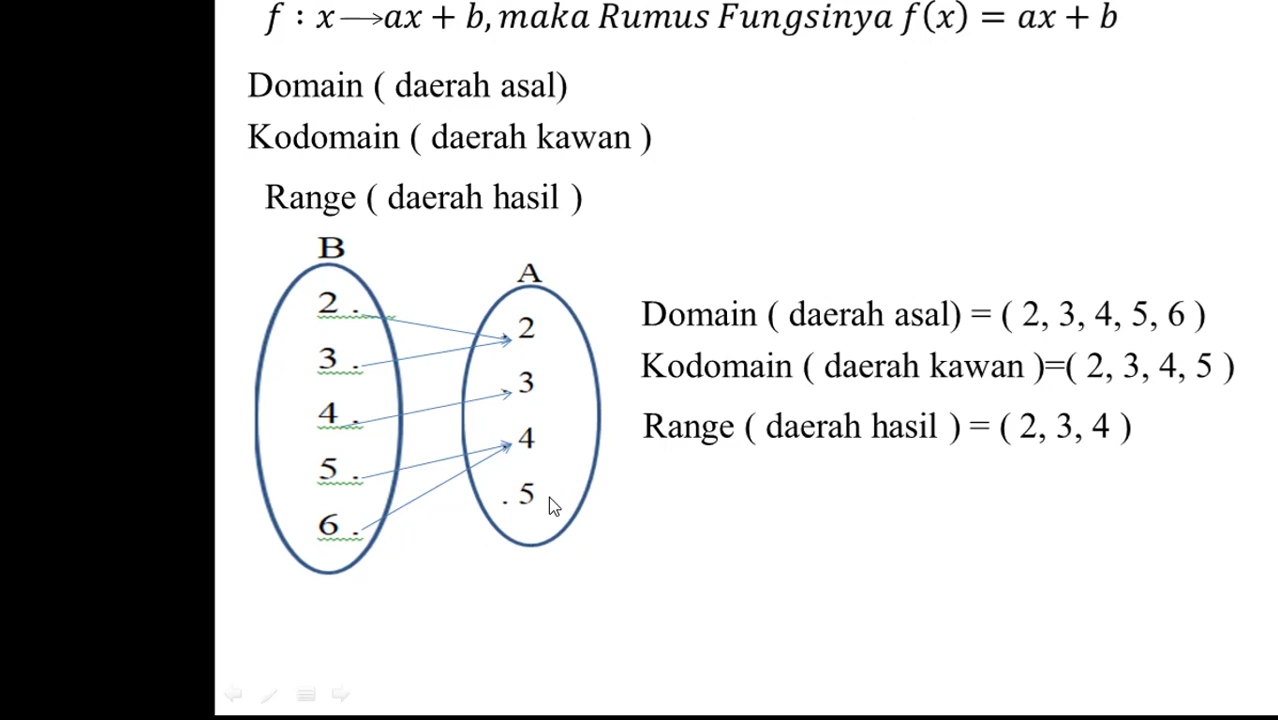 f : x ⟶ ax + b, maka Rumus Fungsinya f(x) = ax + b
Domain ( daerah asal)
Kodomain ( daerah kawan )
Range ( daerah hasil )
B
2 .
3 .
4 .
5 .
6 .
A
. 2
. 3
. 4
. 5
Domain ( daerah asal) = ( 2, 3, 4, 5, 6 )
Kodomain ( daerah kawan )=( 2, 3, 4, 5 )
Range ( daerah hasil ) = ( 2, 3, 4 )